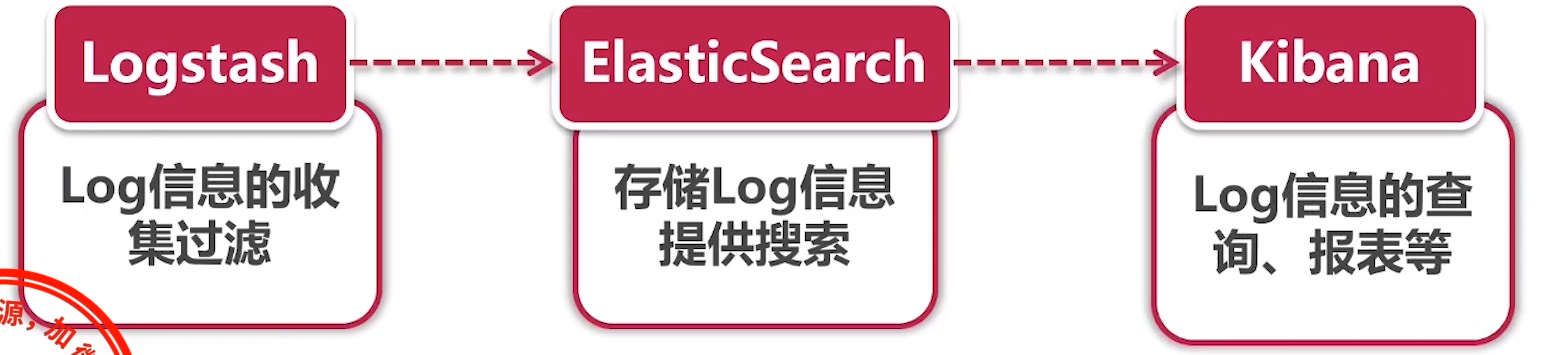 Logstash
ElasticSearch
Kibana
Log信息的收
集过滤
存储Log信息
提供搜索
Log信息的查
询、报表等
源，加